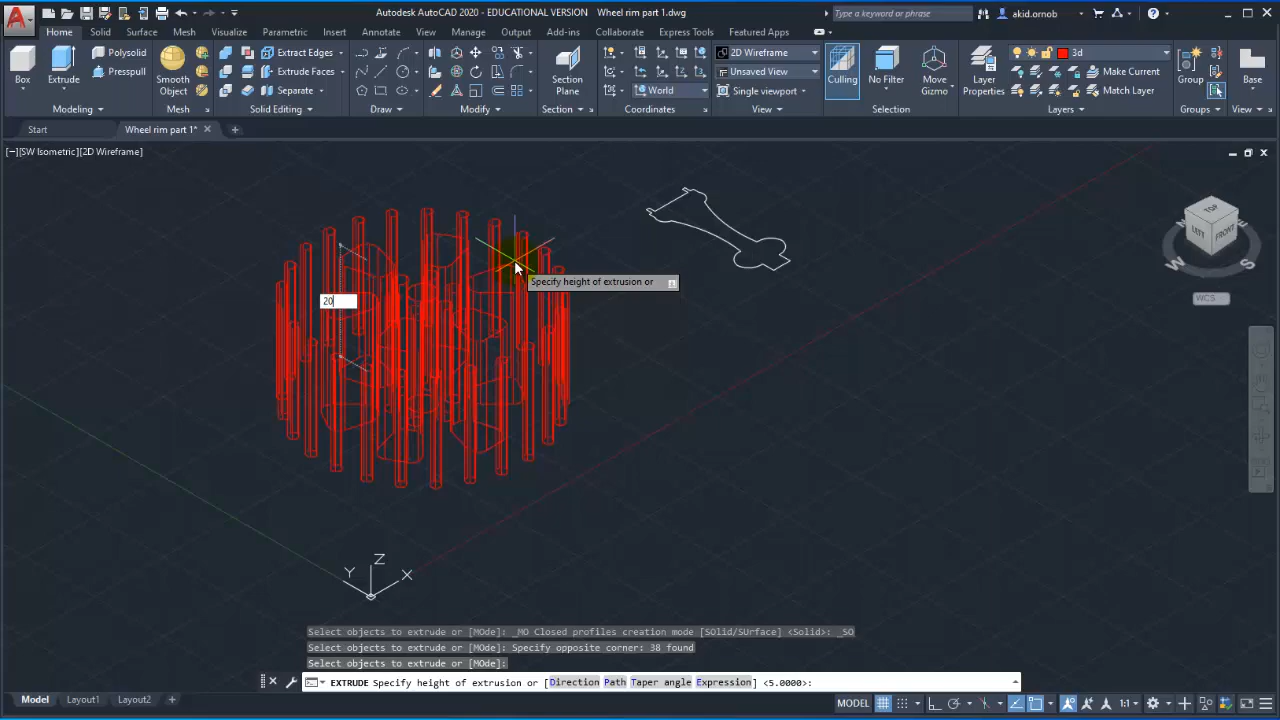 Autodesk AutoCAD 2020 - EDUCATIONAL VERSION Wheel rim part 1.dwg
Type a keyword or phrase
akid.ornob
Home Solid Surface Mesh Visualize Parametric Insert Annotate View Manage Output Add-ins Collaborate Express Tools Featured Apps
Box
Extrude
Polysolid
Presspull
Modeling
Smooth
Object
Mesh
Extrude Edges
Extrude Faces
Separate
Solid Editing
Draw
Modify
Section
Plane
Section
World
Coordinates
2D Wireframe
Unsaved View
Single viewport
View
Culling
No Filter
Move
Gizmo
Selection
Layer
Properties
3d
Make Current
Match Layer
Layers
Group
Groups
Base
View
Start
Wheel rim part 1*
[−][SW Isometric][2D Wireframe]
TOP
LEFT
FRONT
W
S
WCS
20
Specify height of extrusion or
Z
Y
X
Select objects to extrude or [MOde]: _MO Closed profiles creation mode [SOlid/SUrface] <Solid>: _SO
Select objects to extrude or [MOde]: Specify opposite corner: 38 found
Select objects to extrude or [MOde]:
EXTRUDE Specify height of extrusion or [Direction Path Taper angle Expression] <5.0000>:
Model Layout1 Layout2
MODEL
1:1